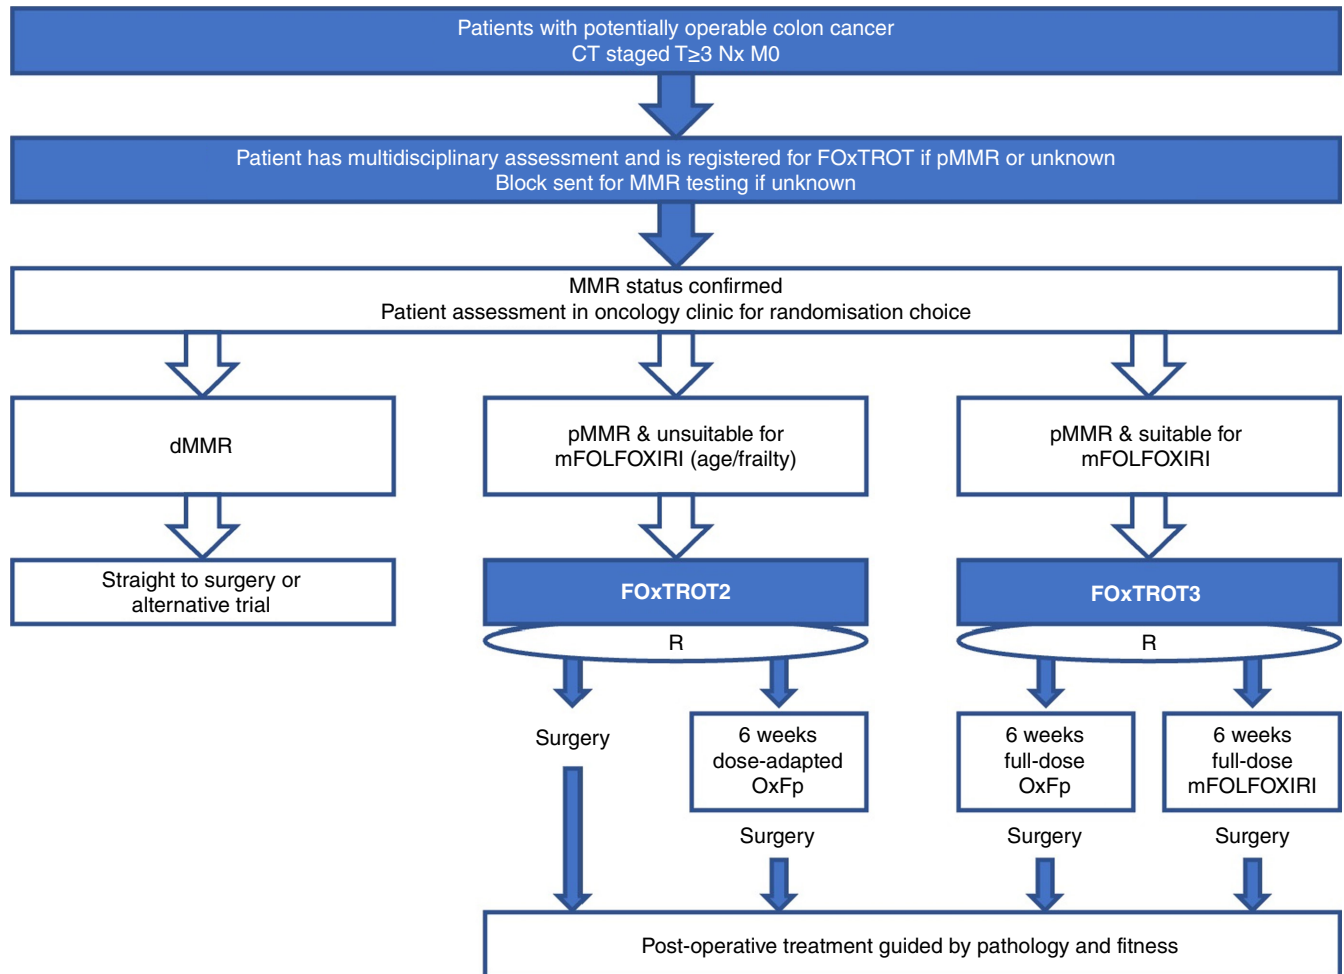 Patients with potentially operable colon cancer
CT staged T≥3 Nx M0
Patient has multidisciplinary assessment and is registered for FOxTROT if pMMR or unknown
Block sent for MMR testing if unknown
MMR status confirmed
Patient assessment in oncology clinic for randomisation choice
dMMR
pMMR & unsuitable for
mFOLFOXIRI (age/frailty)
pMMR & suitable for
mFOLFOXIRI
Straight to surgery or
alternative trial
FOxTROT2
FOxTROT3
R
R
Surgery
6 weeks
dose-adapted
OxFp
6 weeks
full-dose
OxFp
6 weeks
full-dose
mFOLFOXIRI
Surgery
Surgery
Surgery
Post-operative treatment guided by pathology and fitness